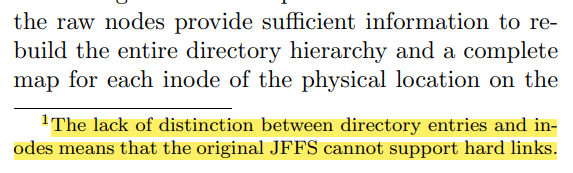 the raw nodes provide sufficient information to re-
build the entire directory hierarchy and a complete
map for each inode of the physical location on the
1The lack of distinction between directory entries and in-
odes means that the original JFFS cannot support hard links.